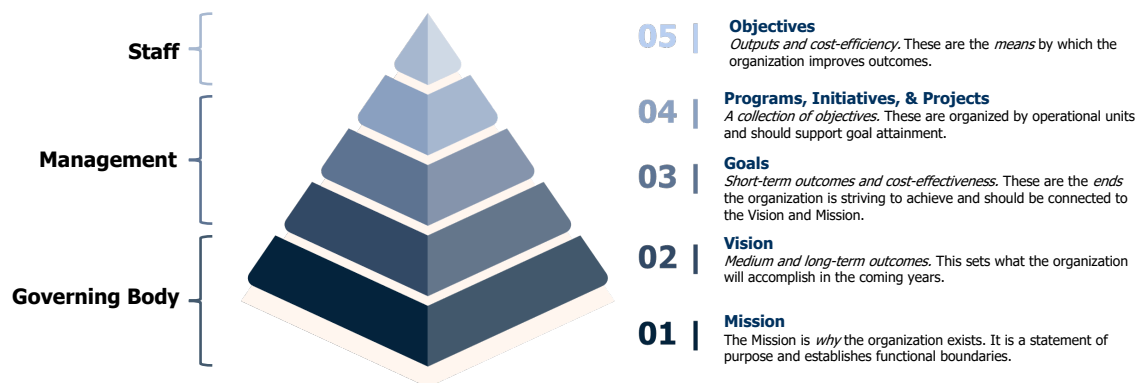 Staff
Management
Governing Body
05 |
Objectives
Outputs and cost-efficiency. These are the means by which the
organization improves outcomes.
04 |
Programs, Initiatives, & Projects
A collection of objectives. These are organized by operational units
and should support goal attainment.
03 |
Goals
Short-term outcomes and cost-effectiveness. These are the ends
the organization is striving to achieve and should be connected to
the Vision and Mission.
02 |
Vision
Medium and long-term outcomes. This sets what the organization
will accomplish in the coming years.
01 |
Mission
The Mission is why the organization exists. It is a statement of
purpose and establishes functional boundaries.